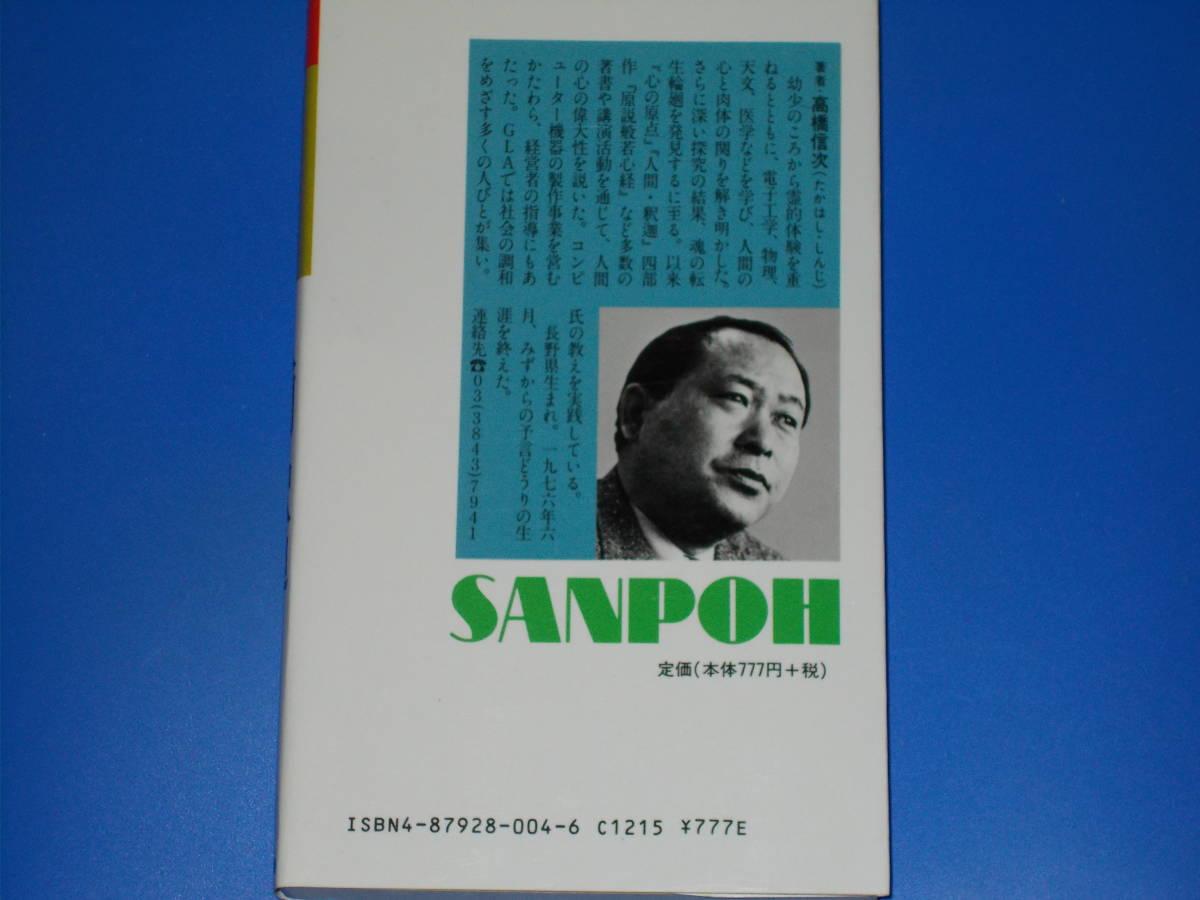 著者 高橋信次(たかはし・しんじ)
幼少のころから霊的体験を重
ねるとともに、電子工学、物理、
天文、医学などを学び、人間の
心と肉体の関りを解き明かした。
さらに深い探究の結果、魂の転
生輪廻を発見するに至る。以来
『心の原点』『人間・釈迦』四部
作『原説般若心経』など多数の
著書や講演活動を通じて、人間
の心の偉大性を説いた。コンピ
ューター機器の製作事業を営む
かたわら、経営者の指導にもあ
たった。GLAでは社会の調和
をめざす多くの人びとが集い。
氏の教えを実践している。
長野県生まれ。一九七六年六
月、みずからの予言どうりの生
涯を終えた。
連絡先☎03(3843)7941
SANPOH
定価(本体777円+税)
ISBN4-87928-004-6 C1215 ¥777E